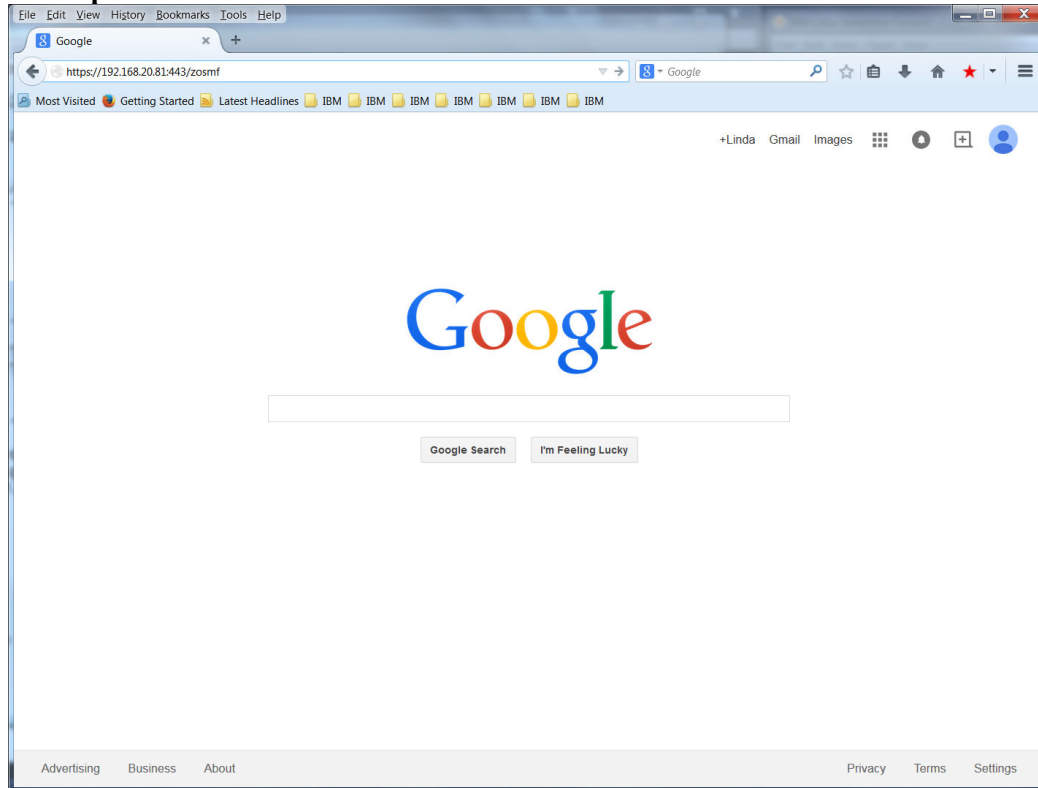 File Edit View History Bookmarks Tools Help
Google
https://192.168.20.81:443/zosmf Google
Most Visited Getting Started Latest Headlines IBM IBM IBM IBM IBM IBM IBM
+Linda Gmail Images
Google
Google Search I'm Feeling Lucky
Advertising Business About Privacy Terms Settings